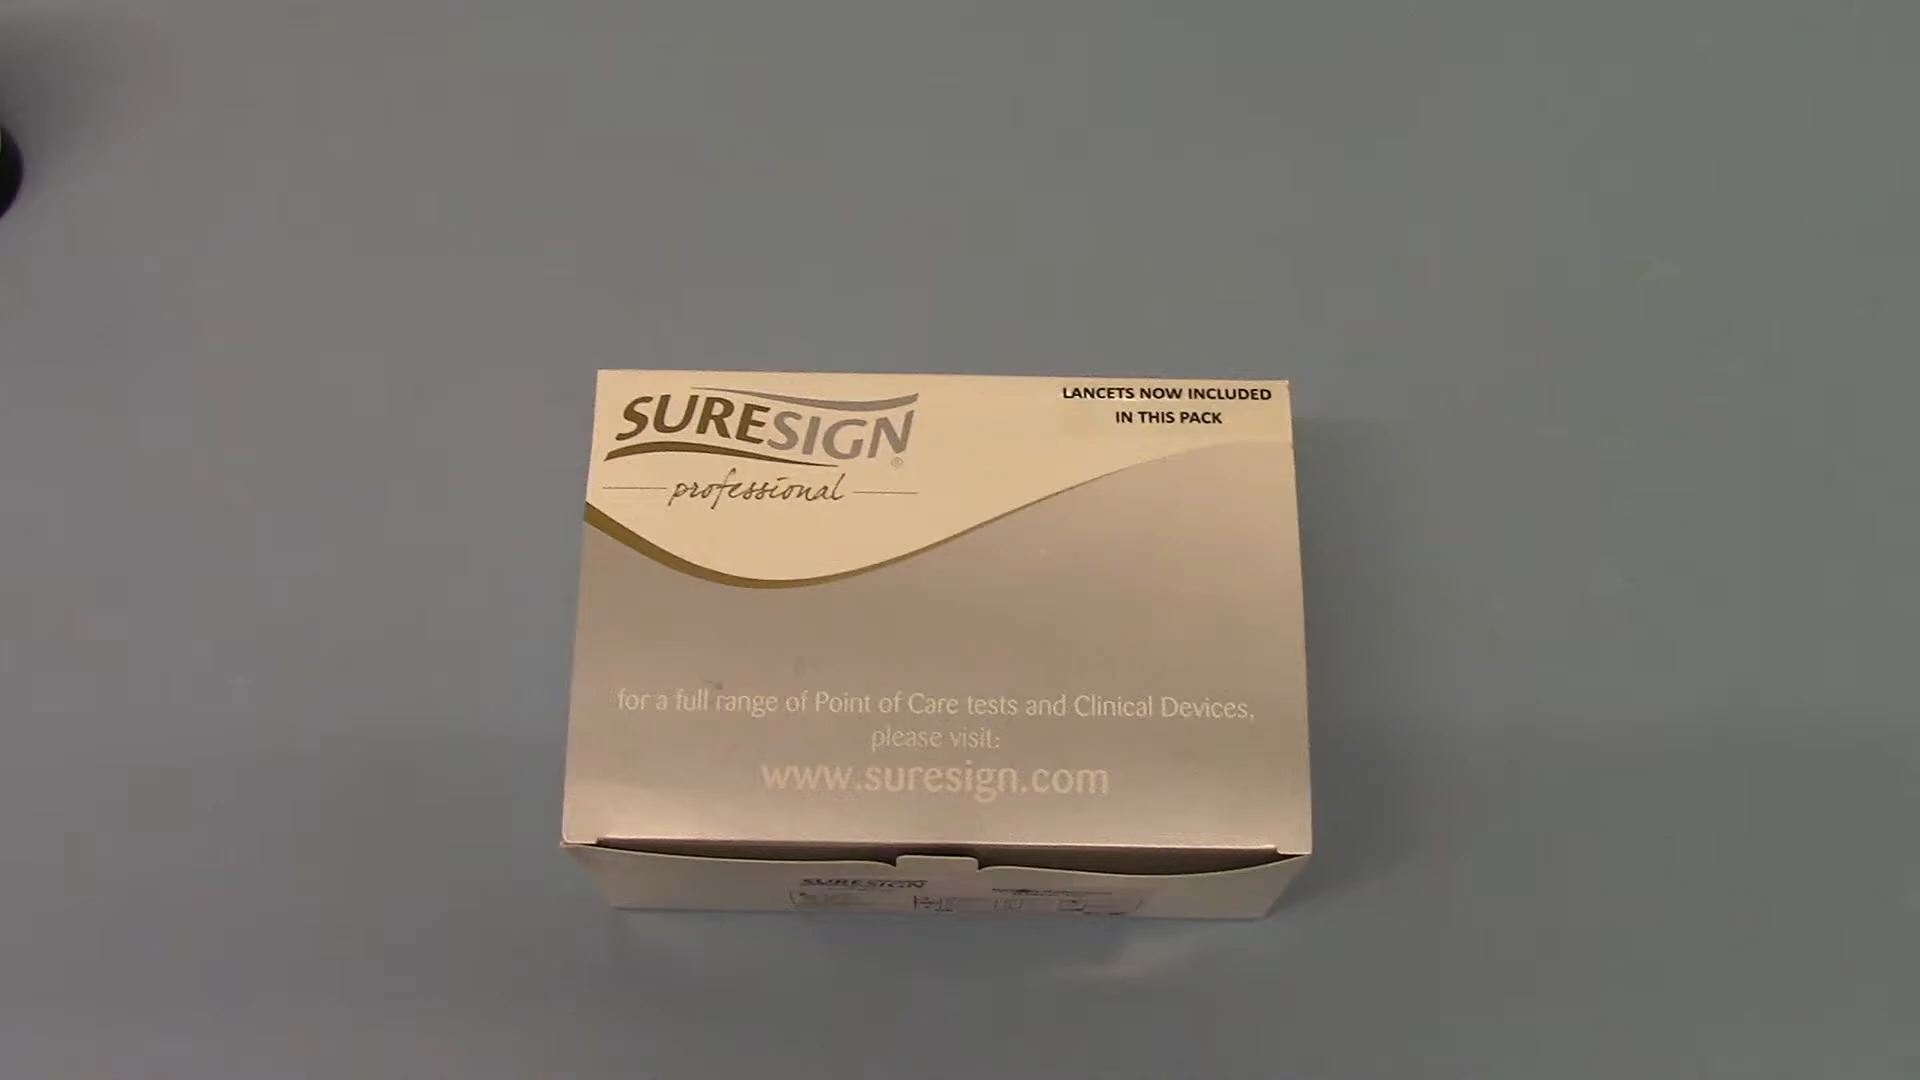 SURESIGN®
professional
LANCETS NOW INCLUDED
IN THIS PACK
for a full range of Point of Care tests and Clinical Devices,
please visit:
www.suresign.com
SURESIGN